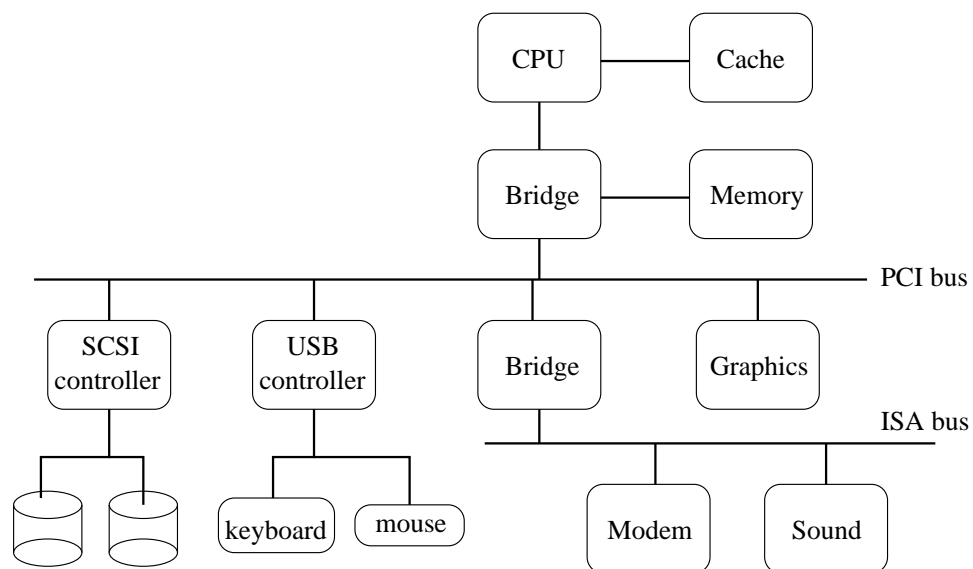 CPU
Cache
Bridge
Memory
PCI bus
SCSI
controller
USB
controller
Bridge
Graphics
ISA bus
keyboard
mouse
Modem
Sound